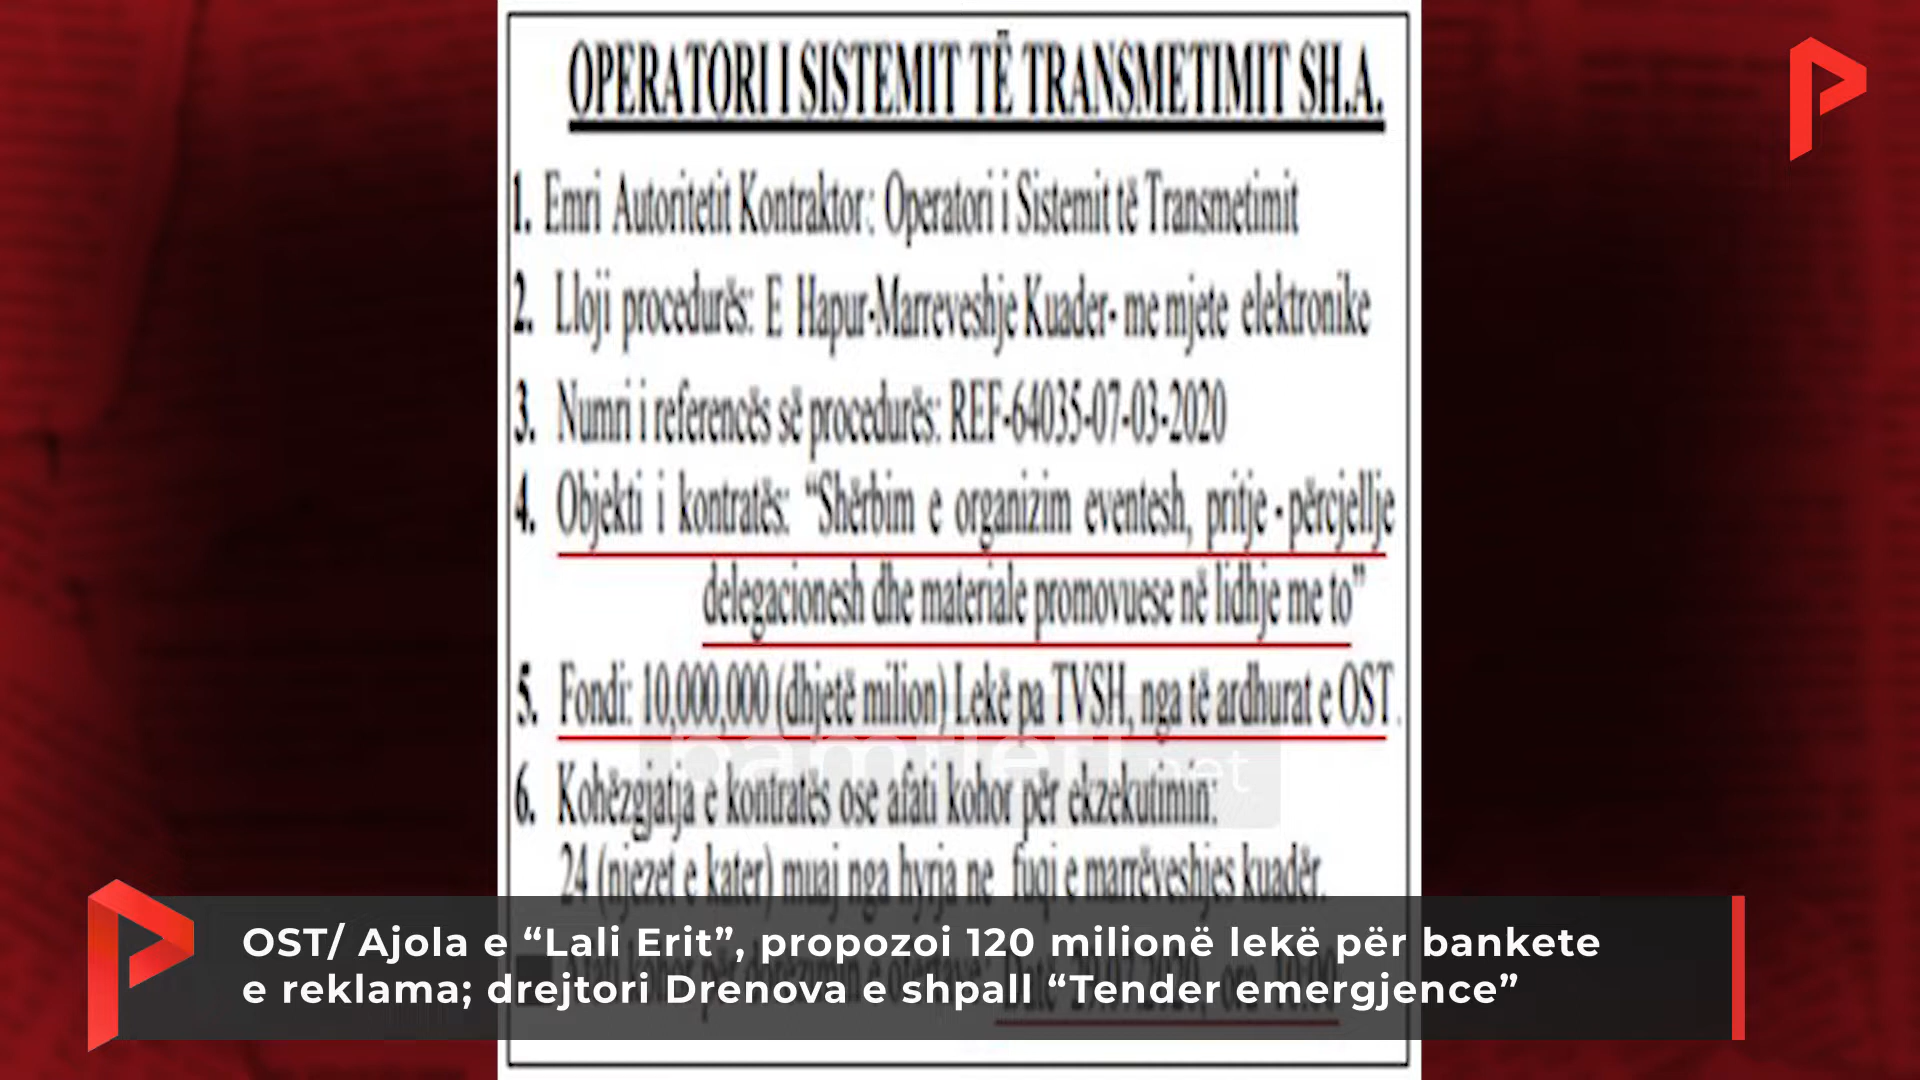 OPERATORI I SISTEMIT TË TRANSMETIMIT SH.A.
1. Emri Autoritetit Kontraktor: Operatori i Sistemit të Transmetimit
2. Lloji procedurës: E Hapur-Marreveshje Kuader- me mjete elektronike
3. Numri i referencës së procedurës: REF-64035-07-03-2020
4. Objekti i kontratës: “Shërbim e organizim eventesh, pritje - përcjellje
delegacionesh dhe materiale promovuese në lidhje me to”
5. Fondi: 10,000,000 (dhjetë milion) Lekë pa TVSH, nga të ardhurat e OST.
pamfleti.net
6. Kohëzgjatja e kontratës ose afati kohor për ekzekutimin:
24 (njezet e kater) muaj nga hyrja ne fuqi e marrëveshjes kuadër.
OST/ Ajola e “Lali Erit”, propozoi 120 milionë lekë për bankete
e reklama; drejtori Drenova e shpall “Tender emergjence”